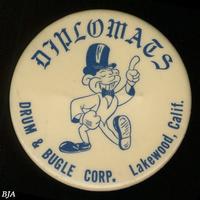 DIPLOMATS
DRUM & BUGLE CORP. Lakewood, Calif.
BJA